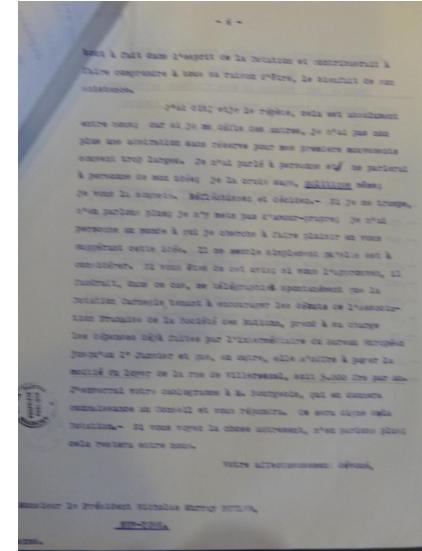 - 6 -
tout à fait dans l'esprit de la Dotation et contribuerait à
faire comprendre à tous sa raison d'être, le bienfait de son
existence.
J'ai dit, et je le répète, cela est absolument
entre nous; car si je me défie des autres, je n'ai pas non
plus une admiration sans réserve pour mes premiers mouvements
souvent trop larges. Je n'ai parlé à personne et ne parlerai
à personne de mon idée; je la crois sage, politique même;
je vous la soumets. Réfléchissez et décidez.- Si je me trompe,
n'en parlons plus; je n'y mets pas d'amour-propre; je n'ai
personne au monde à qui je cherche à faire plaisir en vous
suggérant cette idée. Il me semble simplement qu'elle est à
considérer. Si vous êtes de cet avis; si vous l'approuvez, il
faudrait, dans ce cas, me télégraphier spontanément que la
Dotation Carnegie, tenant à encourager les débuts de l'Associa-
tion Française de la Société des Nations, prend à sa charge
les dépenses déjà faites par l'intermédiaire du Bureau Européen
jusqu'au 1° Janvier et que, en outre, elle s'offre à payer la
moitié du loyer de la rue de Villersexel, soit 5.000 frs par an.
J'enverrai votre cablogramme à M. Bourgeois, qui en donnera
connaissance au Conseil et vous répondra. Ce sera digne de la
Dotation.- Si vous voyez la chose autrement, n'en parlons plus;
cela restera entre nous.
Votre affectueusement dévoué,
Monsieur le Président Nicholas Murray BUTLER,
NEW-YORK.